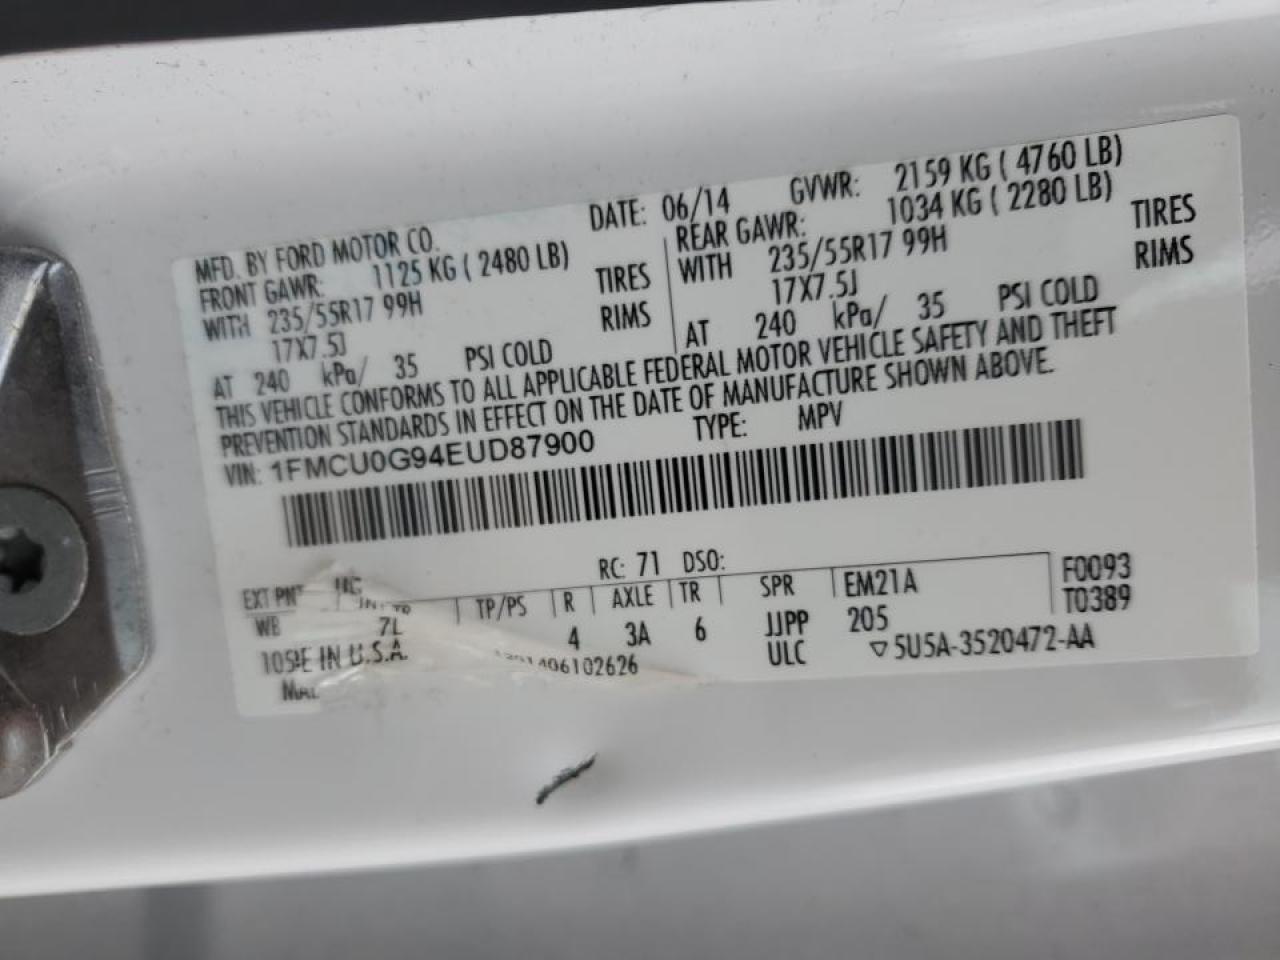 MFD. BY FORD MOTOR CO.
DATE: 06/14 GVWR: 2159 KG ( 4760 LB)
FRONT GAWR: 1125 KG ( 2480 LB)
WITH 235/55R17 99H TIRES
17X7.5J RIMS
AT 240 kPa/ 35 PSI COLD
REAR GAWR: 1034 KG ( 2280 LB)
WITH 235/55R17 99H TIRES
17X7.5J RIMS
AT 240 kPa/ 35 PSI COLD
THIS VEHICLE CONFORMS TO ALL APPLICABLE FEDERAL MOTOR VEHICLE SAFETY AND THEFT
PREVENTION STANDARDS IN EFFECT ON THE DATE OF MANUFACTURE SHOWN ABOVE.
VIN: 1FMCU0G94EUD87900 TYPE: MPV
RC: 71 DSO:
EXT PNT
WB TP/PS R AXLE TR SPR EM21A F0093
7L 4 3A 6 JJPP 205 T0389
IN U.S.A. ULC ▽5U5A-3520472-AA